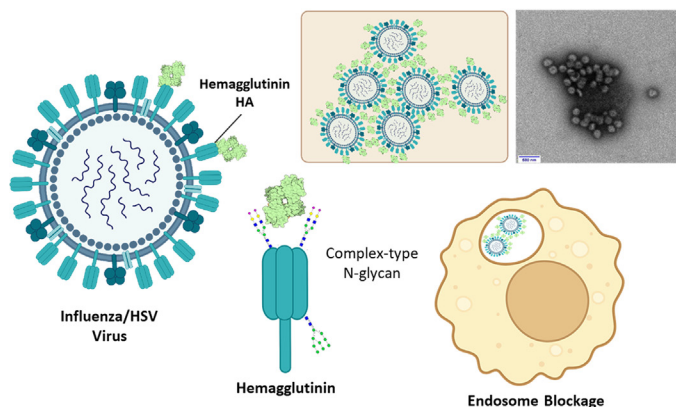 Hemagglutinin
HA
Complex-type
N-glycan
Influenza/HSV
Virus
Hemagglutinin
Endosome Blockage